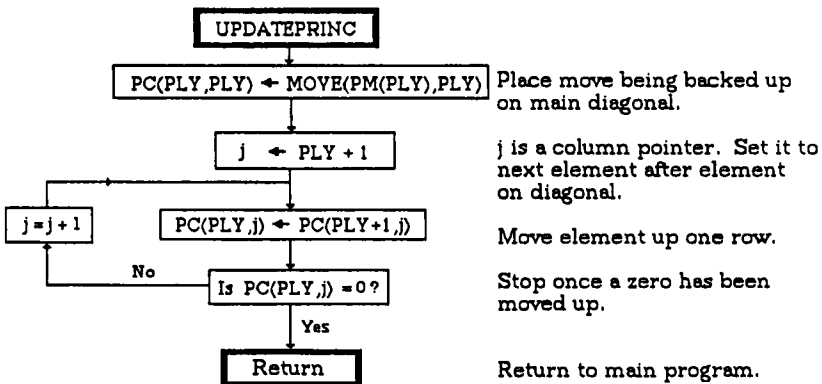 UPDATEPRINC
PC(PLY,PLY) ← MOVE(PM(PLY),PLY)
Place move being backed up
on main diagonal.
j ← PLY + 1
j is a column pointer. Set it to
next element after element
on diagonal.
j=j+1
PC(PLY,j) ← PC(PLY+1,j)
Move element up one row.
No
Is PC(PLY,j) =0?
Stop once a zero has been
moved up.
Yes
Return
Return to main program.